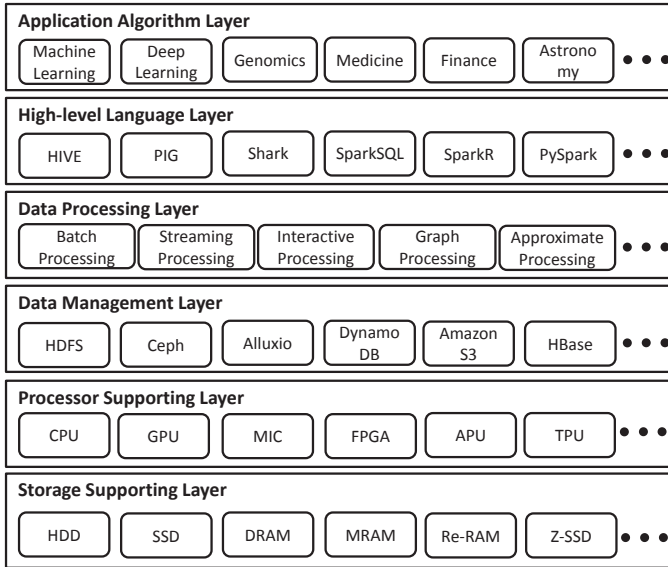 Application Algorithm Layer
Machine Learning
Deep Learning
Genomics
Medicine
Finance
Astrono
my
High-level Language Layer
HIVE
PIG
Shark
SparkSQL
SparkR
PySpark
Data Processing Layer
Batch
Processing
Streaming
Processing
Interactive
Processing
Graph
Processing
Approximate
Processing
Data Management Layer
HDFS
Ceph
Alluxio
Dynamo
DB
Amazon
S3
HBase
Processor Supporting Layer
CPU
GPU
MIC
FPGA
APU
TPU
Storage Supporting Layer
HDD
SSD
DRAM
MRAM
Re-RAM
Z-SSD